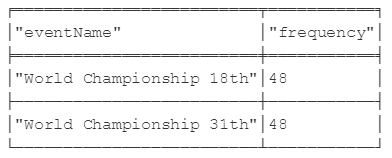 "eventName" "frequency"
"World Championship 18th" 48
"World Championship 31th" 48